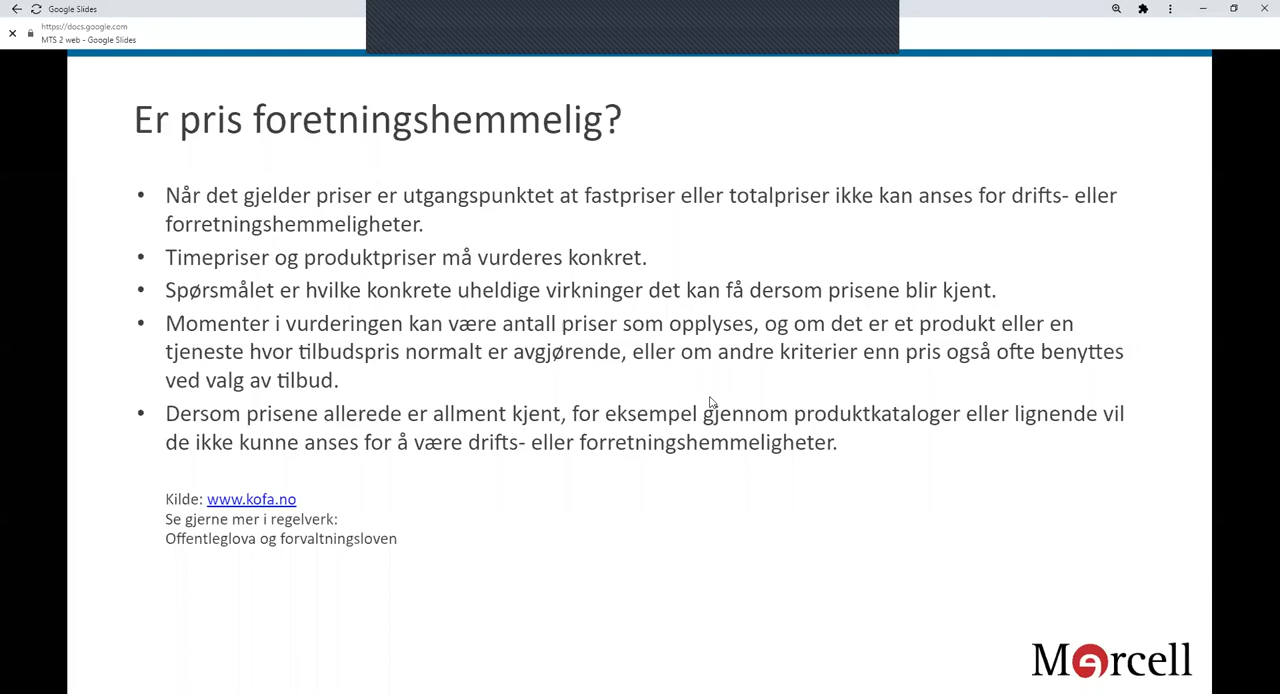 Google Slides
https://docs.google.com
MTS 2 web - Google Slides
Er pris foretningshemmelig?
• Når det gjelder priser er utgangspunktet at fastpriser eller totalpriser ikke kan anses for drifts- eller
forretningshemmeligheter.
• Timepriser og produktpriser må vurderes konkret.
• Spørsmålet er hvilke konkrete uheldige virkninger det kan få dersom prisene blir kjent.
• Momenter i vurderingen kan være antall priser som opplyses, og om det er et produkt eller en
tjeneste hvor tilbudspris normalt er avgjørende, eller om andre kriterier enn pris også ofte benyttes
ved valg av tilbud.
• Dersom prisene allerede er allment kjent, for eksempel gjennom produktkataloger eller lignende vil
de ikke kunne anses for å være drifts- eller forretningshemmeligheter.
Kilde: www.kofa.no
Se gjerne mer i regelverk:
Offentleglova og forvaltningsloven
Mercell